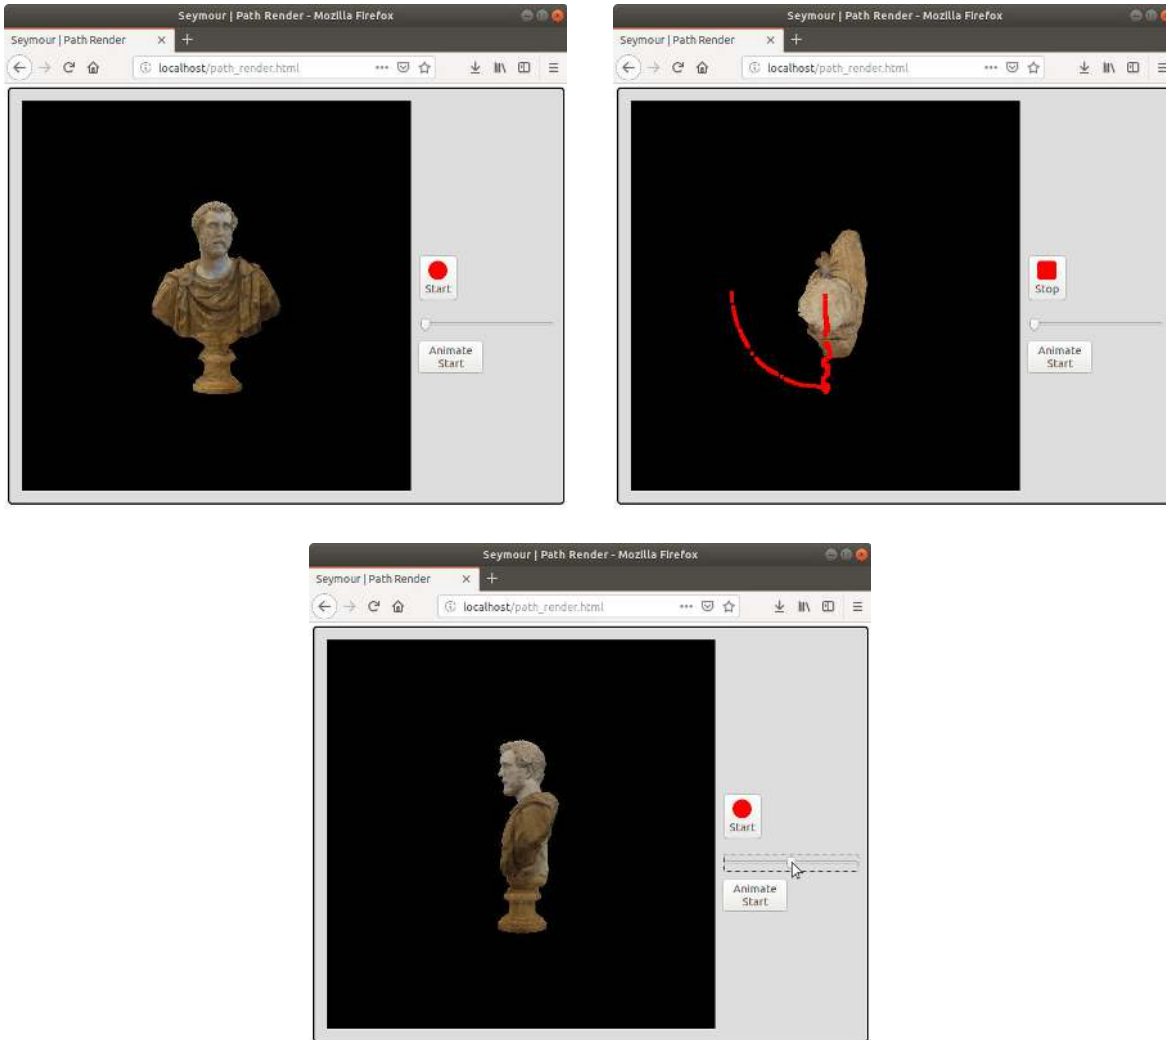 Seymour | Path Render - Mozilla Firefox
Seymour | Path Render × +
localhost/path_render.html
Start
Animate
Start
Seymour | Path Render - Mozilla Firefox
Seymour | Path Render × +
localhost/path_render.html
Stop
Animate
Start
Seymour | Path Render - Mozilla Firefox
Seymour | Path Render × +
localhost/path_render.html
Start
Animate
Start